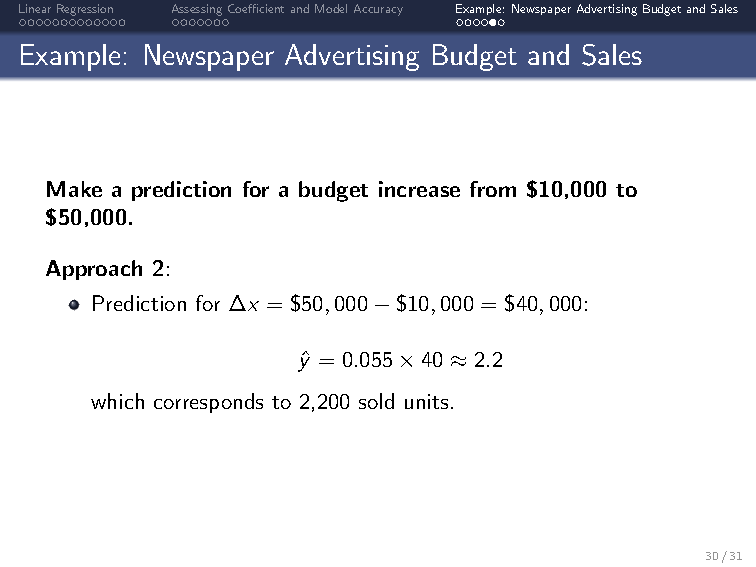 Linear Regression Assessing Coefficient and Model Accuracy Example: Newspaper Advertising Budget and Sales
Example: Newspaper Advertising Budget and Sales
Make a prediction for a budget increase from $10,000 to
$50,000.
Approach 2:
Prediction for Δx = $50,000 − $10,000 = $40,000:
ŷ = 0.055 × 40 ≈ 2.2
which corresponds to 2,200 sold units.
30 / 31